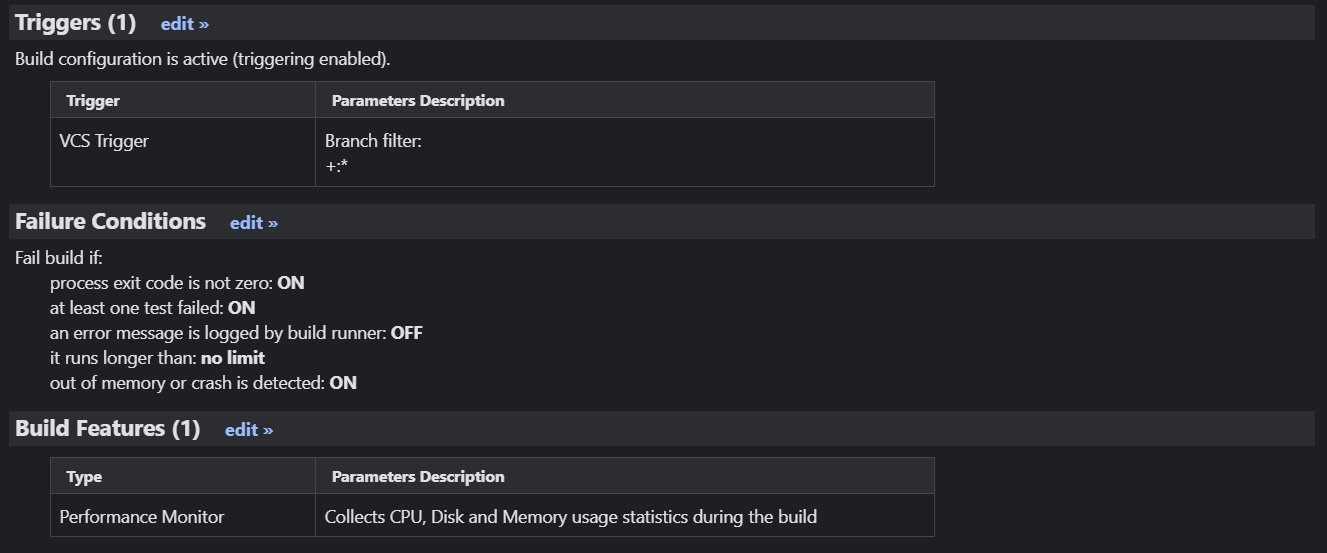 Triggers (1) edit »
Build configuration is active (triggering enabled).
Trigger Parameters Description
VCS Trigger Branch filter:
+:*
Failure Conditions edit »
Fail build if:
process exit code is not zero: ON
at least one test failed: ON
an error message is logged by build runner: OFF
it runs longer than: no limit
out of memory or crash is detected: ON
Build Features (1) edit »
Type Parameters Description
Performance Monitor Collects CPU, Disk and Memory usage statistics during the build